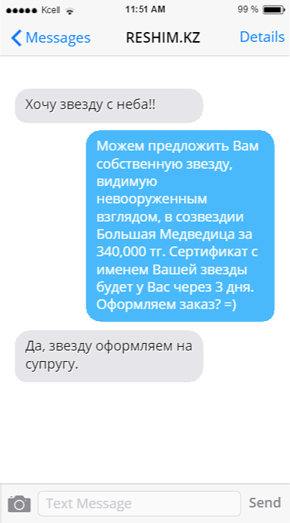 Kcell 11:51 AM 99 %
Messages RESHIM.KZ Details
Хочу звезду с неба!!
Можем предложить Вам
собственную звезду,
видимую
невооруженным
взглядом, в созвездии
Большая Медведица за
340,000 тг. Сертификат с
именем Вашей звезды
будет у Вас через 3 дня.
Оформляем заказ? =)
Да, звезду оформляем на
супругу.
Text Message Send